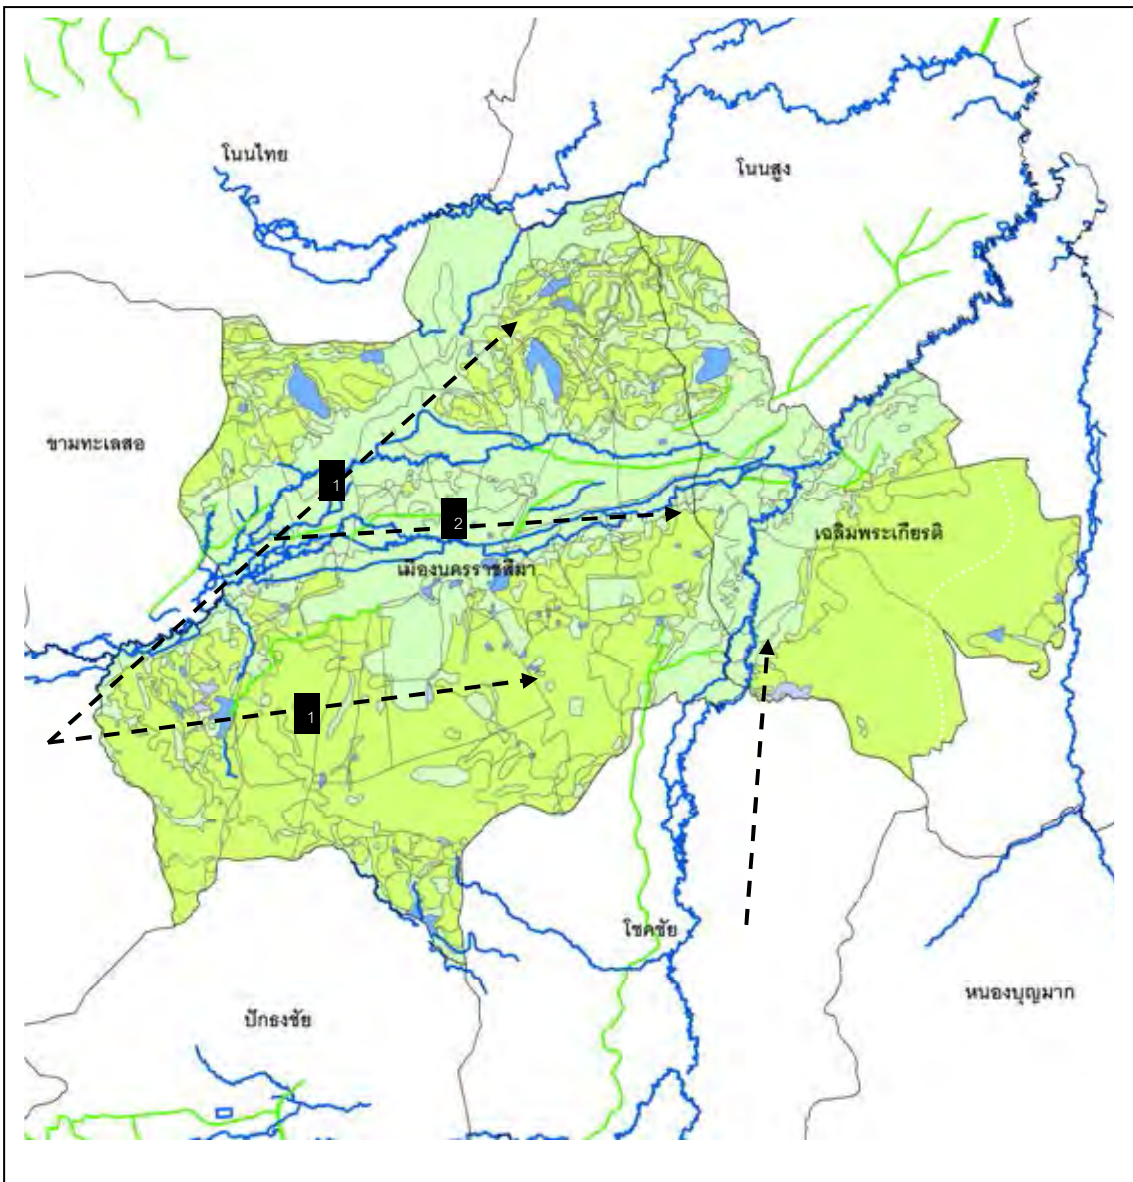 โนนไทย
โนนสูง
ขามทะเลสอ
1
2
เฉลิมพระเกียรติ
เมืองนครราชสีมา
1
โชคชัย
หนองบุญมาก
ปักธงชัย